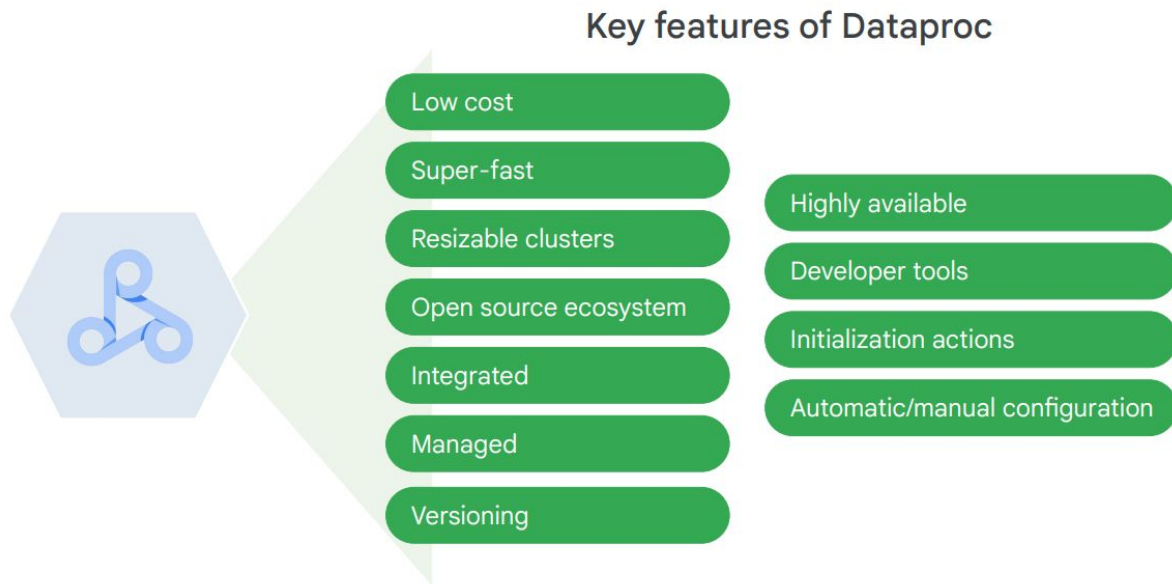 Key features of Dataproc
Low cost
Super-fast
Resizable clusters
Open source ecosystem
Integrated
Managed
Versioning
Highly available
Developer tools
Initialization actions
Automatic/manual configuration